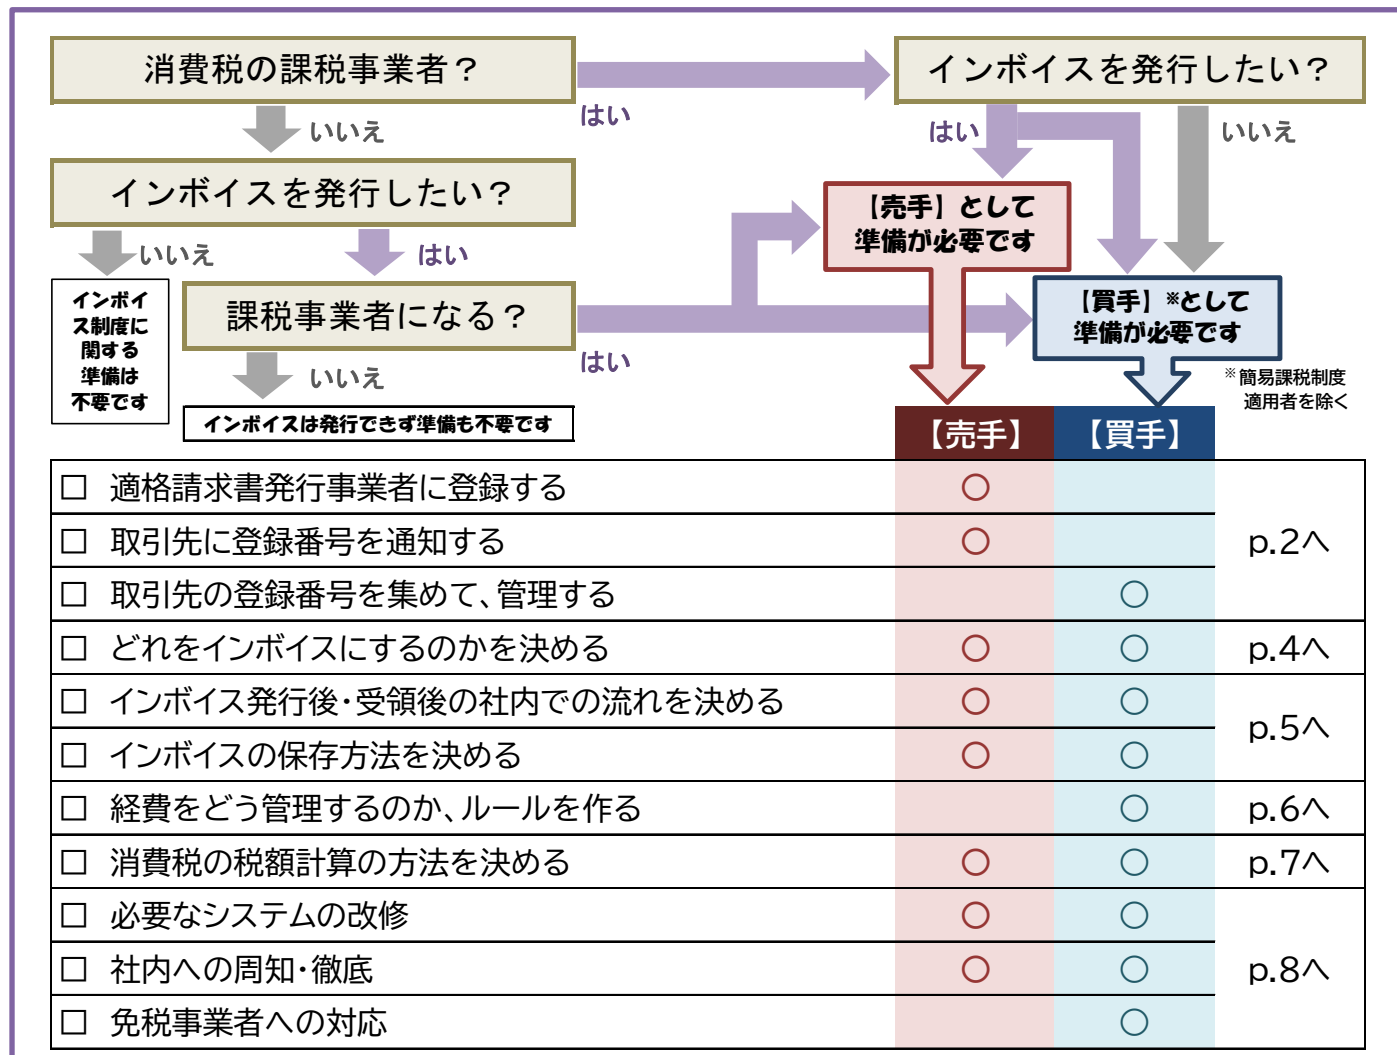 消費税の課税事業者？
はい
インボイスを発行したい？
いいえ
はい
いいえ
インボイスを発行したい？
【売手】として
準備が必要です
いいえ
はい
インボイ
ス制度に
関する
準備は
不要です
課税事業者になる？
はい
【買手】※として
準備が必要です
いいえ
※簡易課税制度
適用者を除く
インボイスは発行できず準備も不要です
【売手】 【買手】
□ 適格請求書発行事業者に登録する ○
□ 取引先に登録番号を通知する ○ p.2へ
□ 取引先の登録番号を集めて、管理する ○
□ どれをインボイスにするのかを決める ○ ○ p.4へ
□ インボイス発行後・受領後の社内での流れを決める ○ ○
p.5へ
□ インボイスの保存方法を決める ○ ○
□ 経費をどう管理するのか、ルールを作る ○ p.6へ
□ 消費税の税額計算の方法を決める ○ ○ p.7へ
□ 必要なシステムの改修 ○ ○
□ 社内への周知・徹底 ○ ○ p.8へ
□ 免税事業者への対応 ○